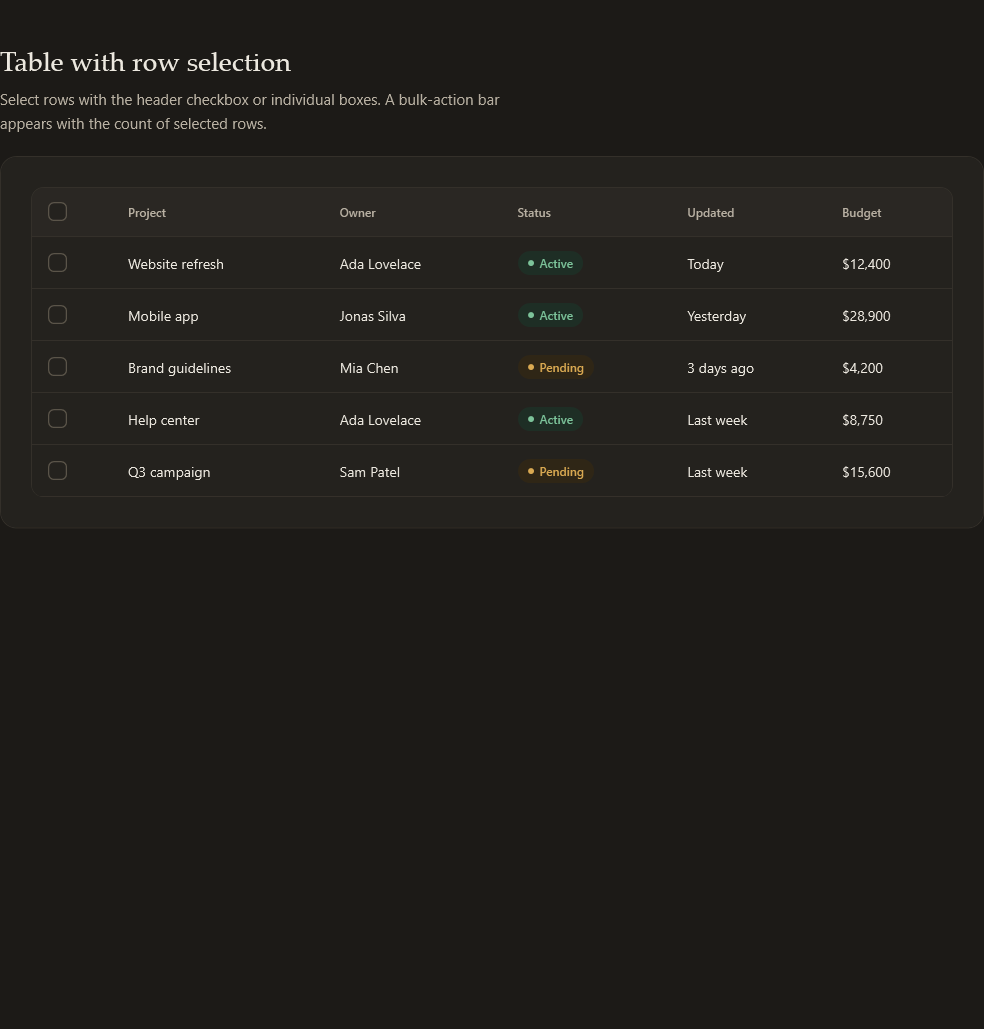 Table with row selection
Select rows with the header checkbox or individual boxes. A bulk-action bar
appears with the count of selected rows.
Project Owner Status Updated Budget
Website refresh Ada Lovelace Active Today $12,400
Mobile app Jonas Silva Active Yesterday $28,900
Brand guidelines Mia Chen Pending 3 days ago $4,200
Help center Ada Lovelace Active Last week $8,750
Q3 campaign Sam Patel Pending Last week $15,600